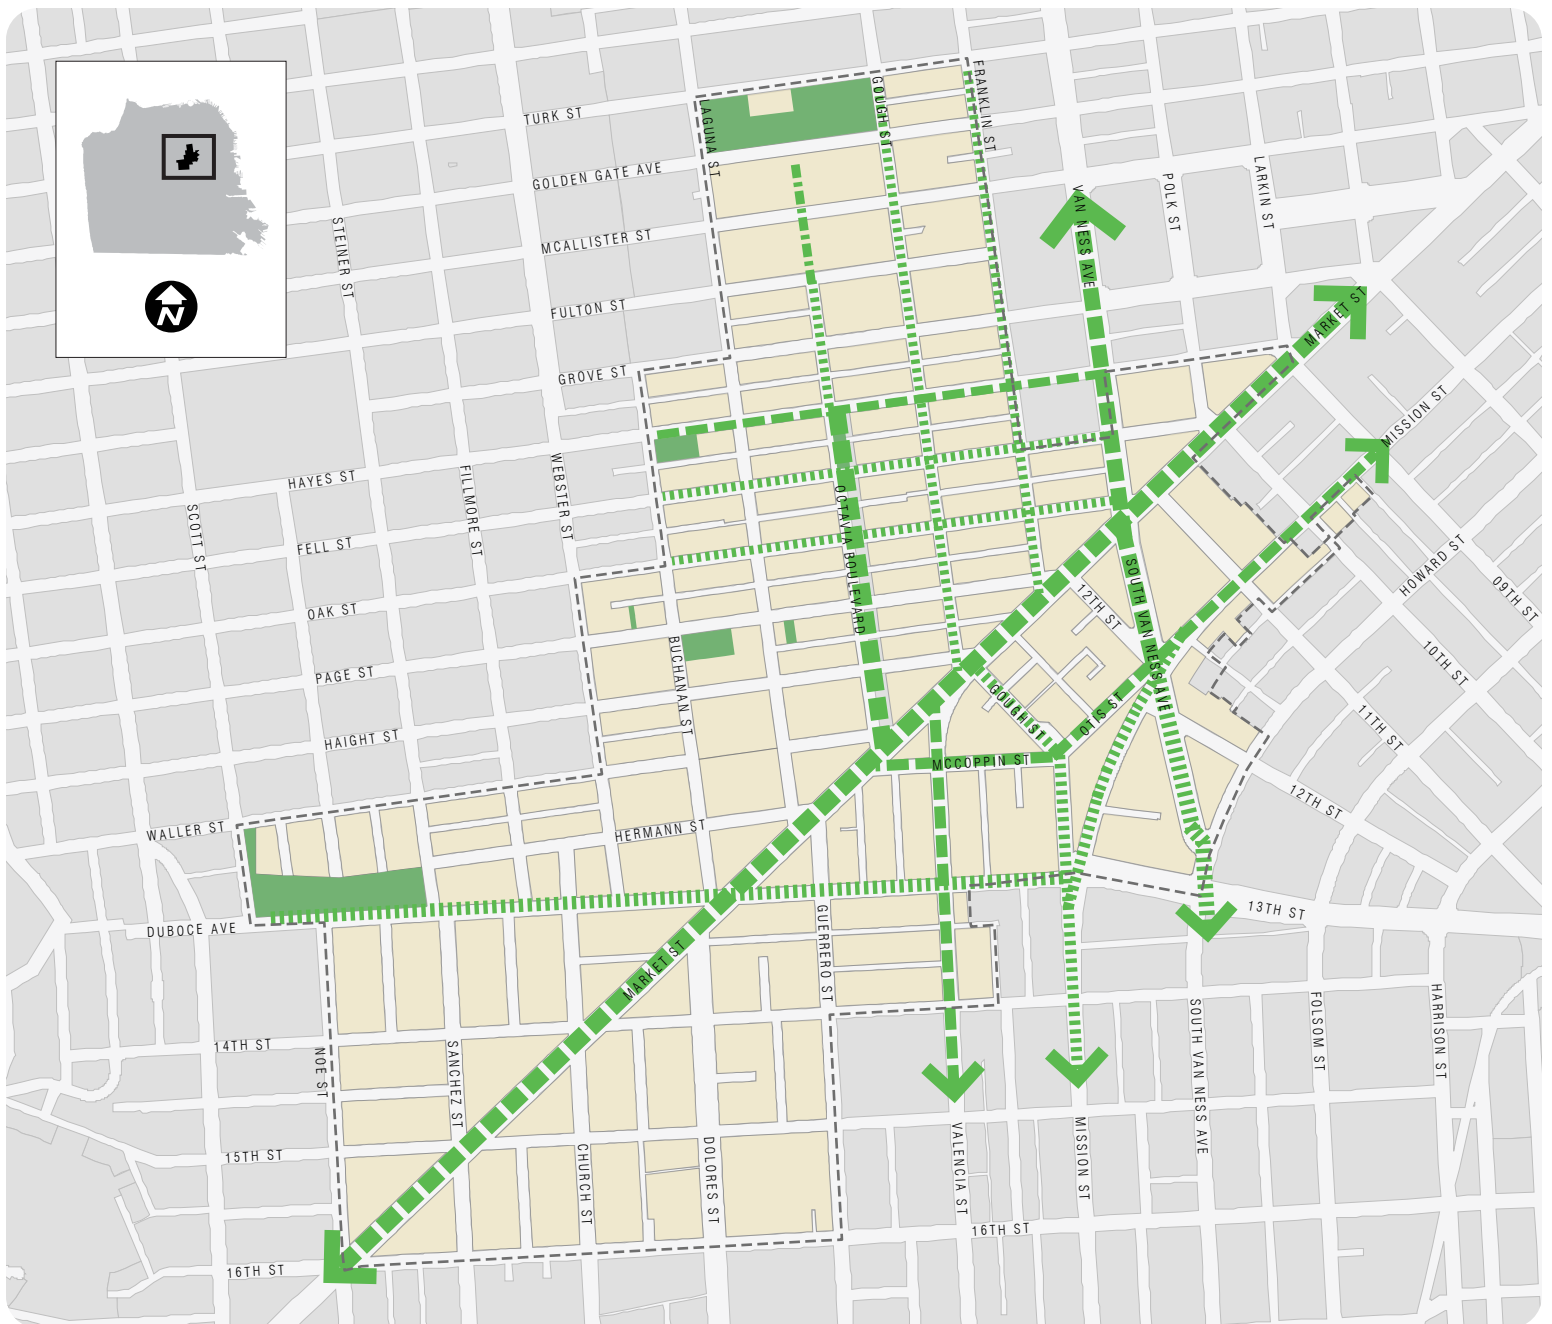 TURK ST
GOLDEN GATE AVE
MCALLISTER ST
FULTON ST
GROVE ST
LAGUNA ST
GOUGH ST
FRANKLIN ST
VAN NESS AVE
POLK ST
LARKIN ST
N
STEINER ST
MARKET ST
MISSION ST
HAYES ST
FELL ST
OAK ST
PAGE ST
HAIGHT ST
WALLER ST
SCOTT ST
FILLMORE ST
WEBSTER ST
OCTAVIA BOULEVARD
BUCHANAN ST
12TH ST
SOUTH VAN NESS AVE
HOWARD ST
09TH ST
10TH ST
11TH ST
12TH ST
GOUGH ST
OTIS ST
MCCOPPIN ST
HERMANN ST
DUBOCE AVE
13TH ST
GUERRERO ST
MARKET ST
14TH ST
NOE ST
SANCHEZ ST
15TH ST
CHURCH ST
DOLORES ST
VALENCIA ST
MISSION ST
SOUTH VAN NESS AVE
FOLSOM ST
HARRISON ST
16TH ST
16TH ST